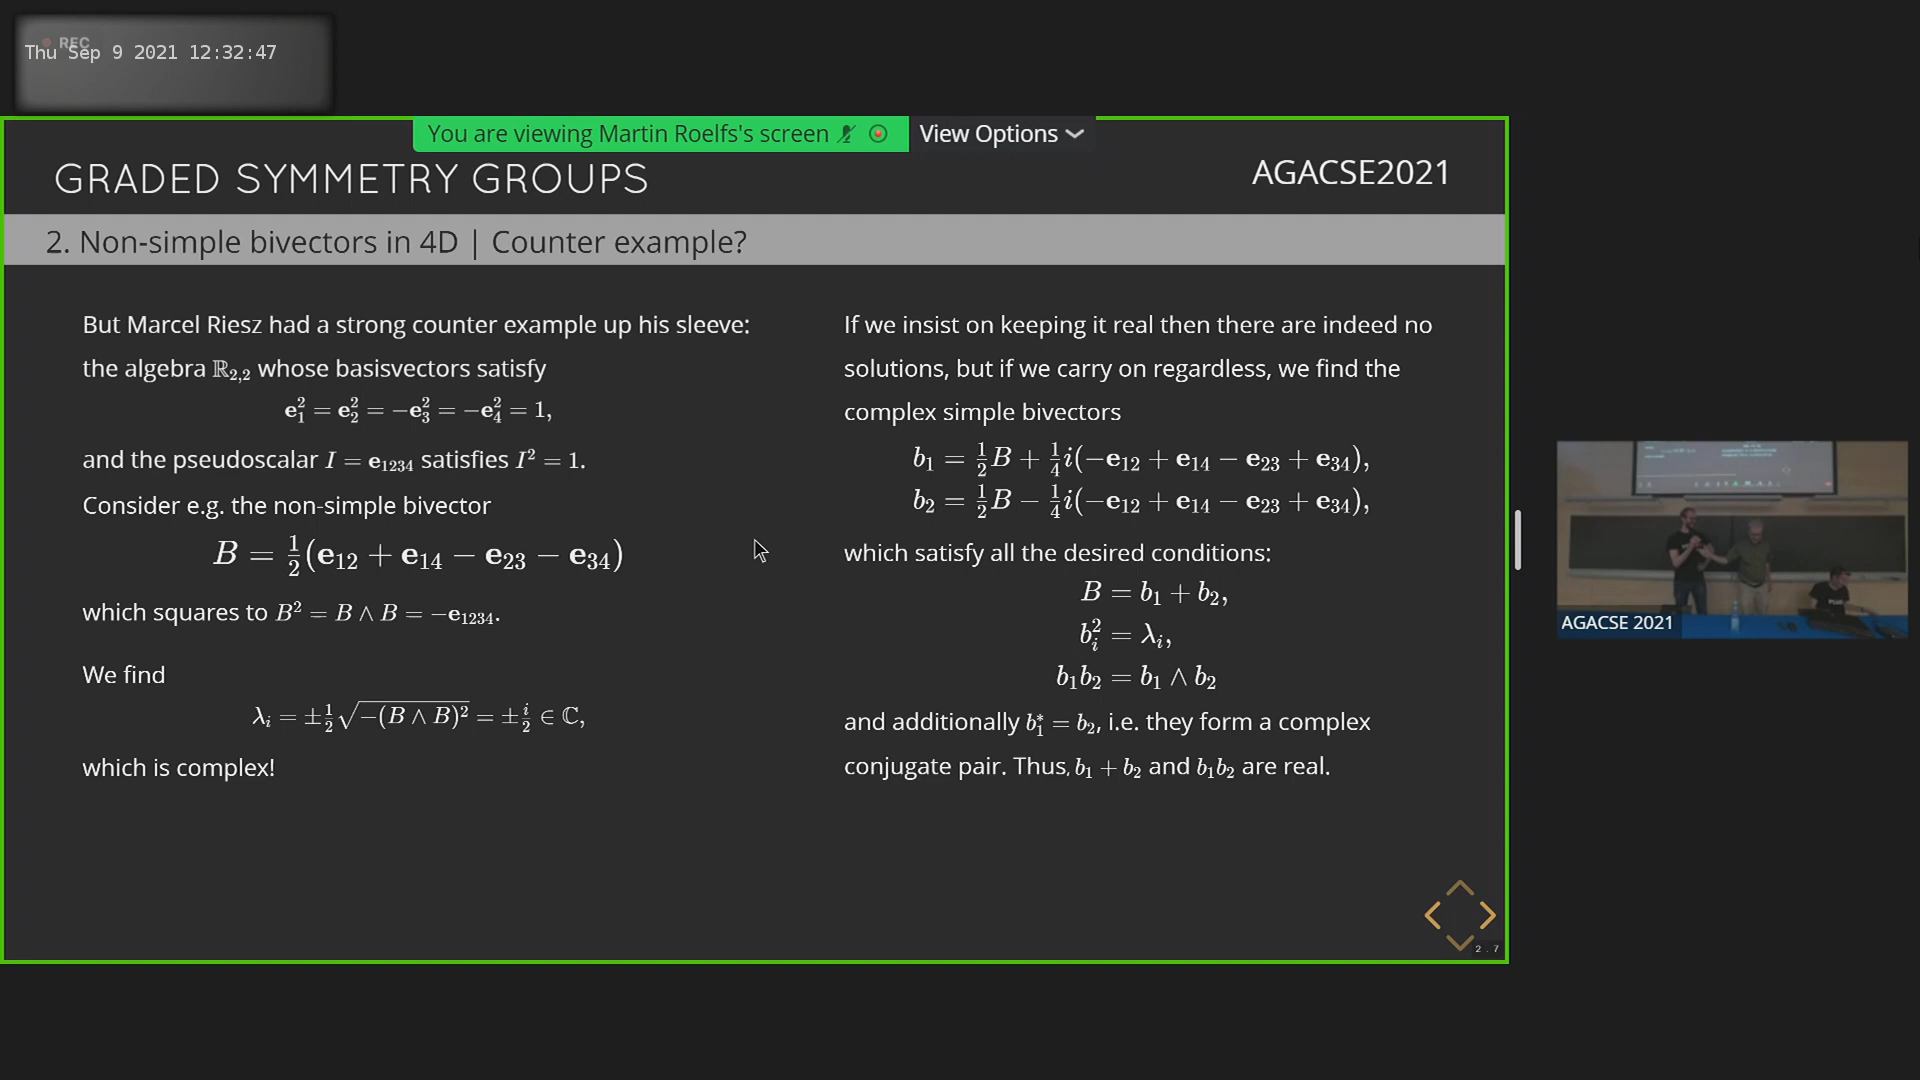 REC
Thu Sep 9 2021 12:32:47
You are viewing Martin Roelfs's screen
View Options
GRADED SYMMETRY GROUPS
AGACSE2021
2. Non-simple bivectors in 4D | Counter example?
But Marcel Riesz had a strong counter example up his sleeve:
the algebra ℝ₂,₂ whose basisvectors satisfy
e₁² = e₂² = −e₃² = −e₄² = 1,
and the pseudoscalar I = e₁₂₃₄ satisfies I² = 1.
Consider e.g. the non-simple bivector
B = ½(e₁₂ + e₁₄ − e₂₃ − e₃₄)
which squares to B² = B ∧ B = −e₁₂₃₄.
We find
λᵢ = ±½√(−(B ∧ B)²) = ±i/2 ∈ ℂ,
which is complex!
If we insist on keeping it real then there are indeed no
solutions, but if we carry on regardless, we find the
complex simple bivectors
b₁ = ½B + ¼i(−e₁₂ + e₁₄ − e₂₃ + e₃₄),
b₂ = ½B − ¼i(−e₁₂ + e₁₄ − e₂₃ + e₃₄),
which satisfy all the desired conditions:
B = b₁ + b₂,
bᵢ² = λᵢ,
b₁b₂ = b₁ ∧ b₂
and additionally b₁* = b₂, i.e. they form a complex
conjugate pair. Thus, b₁ + b₂ and b₁b₂ are real.
2.7
AGACSE 2021